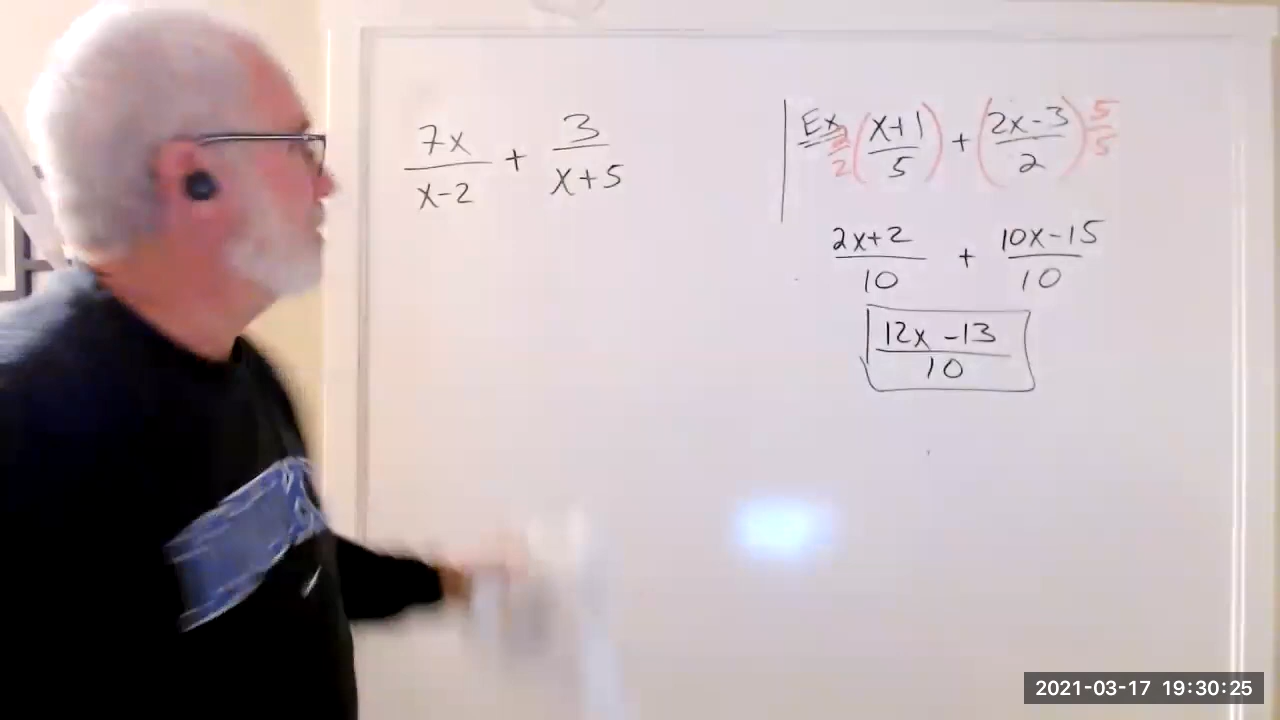 7x/(x-2) + 3/(x+5)
Ex 2/2 ((x+1)/5) + ((2x-3)/2) 5/5
(2x+2)/10 + (10x-15)/10
(12x-13)/10
2021-03-17 19:30:25